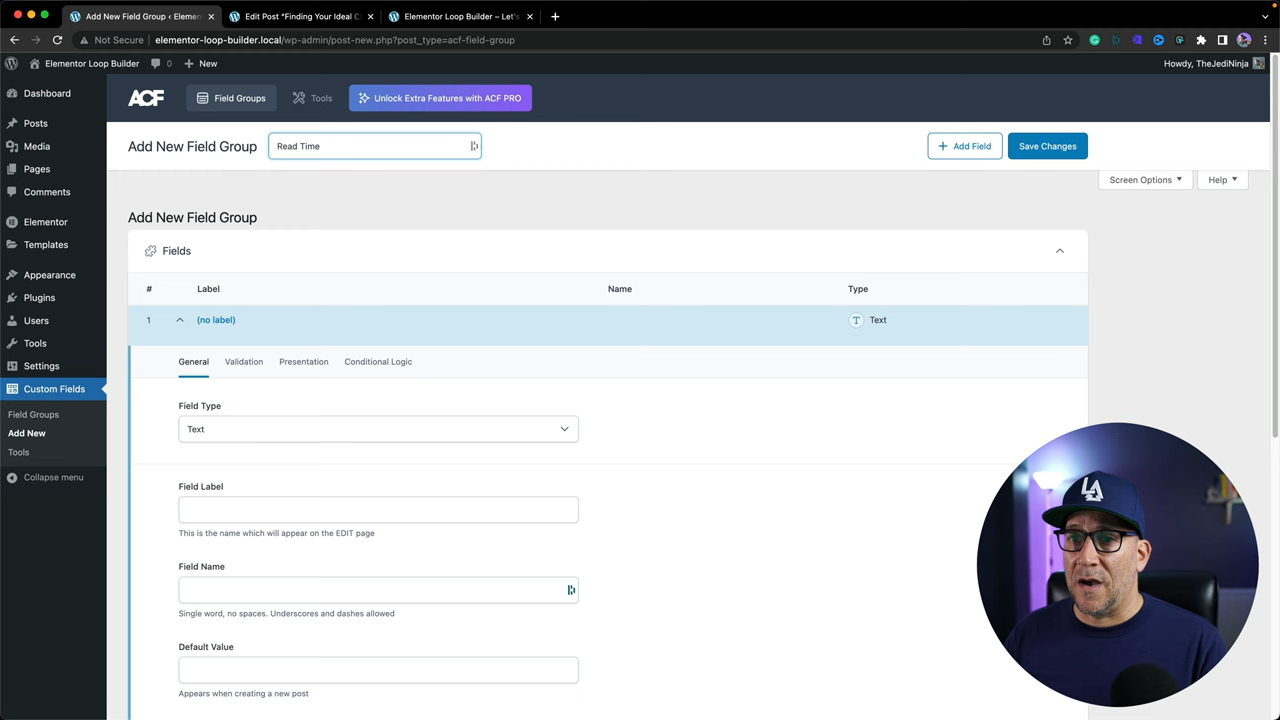 Add New Field Group ‹ Elemen
Edit Post "Finding Your Ideal C
Elementor Loop Builder – Let's
Not Secure
elementor-loop-builder.local/wp-admin/post-new.php?post_type=acf-field-group
Elementor Loop Builder
0
New
Howdy, TheJediNinja
Dashboard
Posts
Media
Pages
Comments
Elementor
Templates
Appearance
Plugins
Users
Tools
Settings
Custom Fields
Field Groups
Add New
Tools
Collapse menu
ACF
Field Groups
Tools
Unlock Extra Features with ACF PRO
Add New Field Group
Read Time
Add Field
Save Changes
Screen Options
Help
Add New Field Group
Fields
# Label Name Type
1 (no label) Text
General Validation Presentation Conditional Logic
Field Type
Text
Field Label
This is the name which will appear on the EDIT page
Field Name
Single word, no spaces. Underscores and dashes allowed
Default Value
Appears when creating a new post
LA